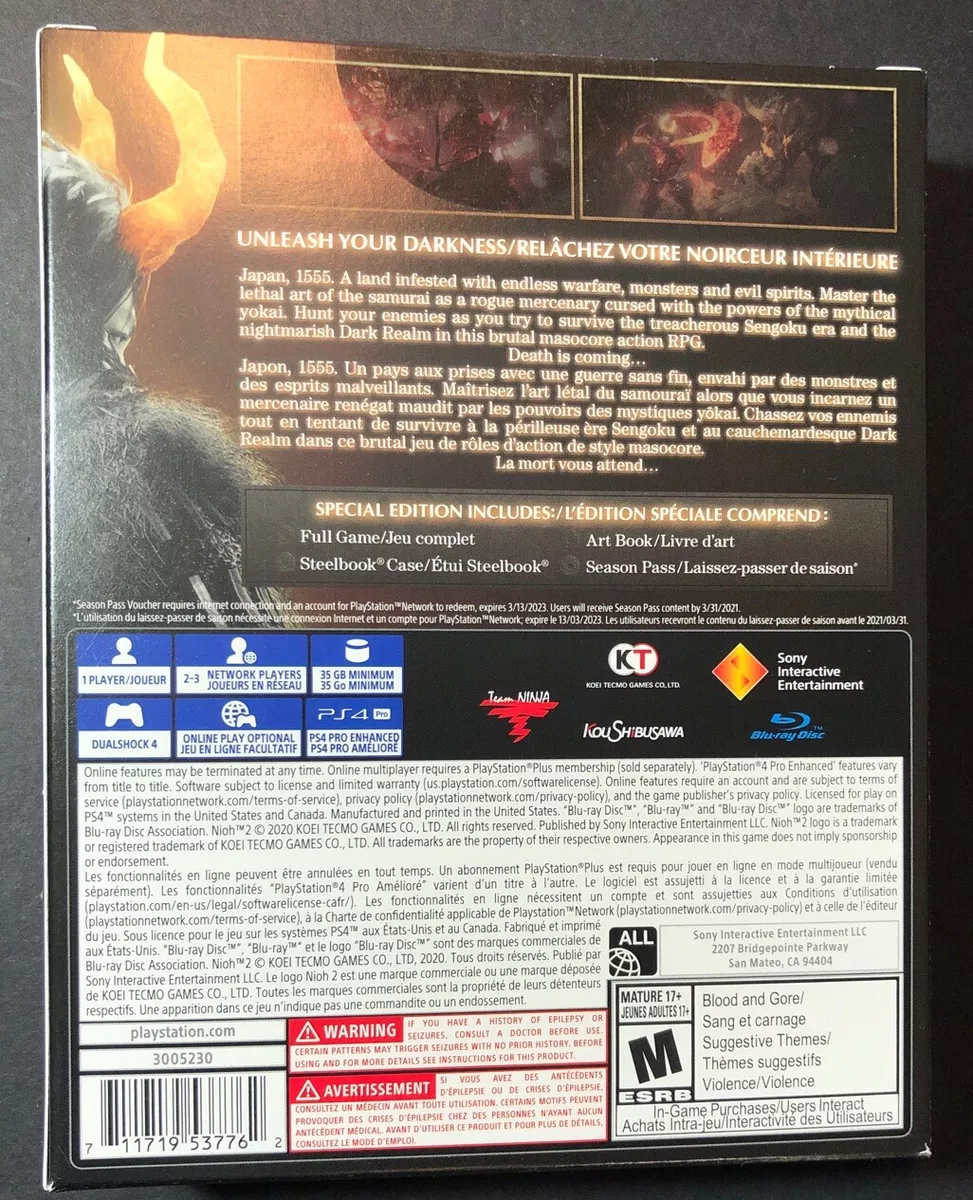 UNLEASH YOUR DARKNESS/RELÂCHEZ VOTRE NOIRCEUR INTÉRIEURE
Japan, 1555. A land infested with endless warfare, monsters and evil spirits. Master the
lethal art of the samurai as a rogue mercenary cursed with the powers of the mythical
yokai. Hunt your enemies as you try to survive the treacherous Sengoku era and the
nightmarish Dark Realm in this brutal masocore action RPG.
Death is coming...
Japon, 1555. Un pays aux prises avec une guerre sans fin, envahi par des monstres et
des esprits malveillants. Maîtrisez l'art létal du samouraï alors que vous incarnez un
mercenaire renégat maudit par les pouvoirs des mystiques yōkai. Chassez vos ennemis
tout en tentant de survivre à la périlleuse ère Sengoku et au cauchemardesque Dark
Realm dans ce brutal jeu de rôles d'action de style masocore.
La mort vous attend...
SPECIAL EDITION INCLUDES:/L'ÉDITION SPÉCIALE COMPREND:
Full Game/Jeu complet
Art Book/Livre d'art
Steelbook® Case/Étui Steelbook®
Season Pass/Laissez-passer de saison*
*Season Pass Voucher requires internet connection and an account for PlayStation™Network to redeem, expires 3/13/2023. Users will receive Season Pass content by 3/31/2021.
*L'utilisation du laissez-passer de saison nécessite une connexion Internet et un compte pour PlayStation™Network; expire le 13/03/2023. Les utilisateurs recevront le contenu du laissez-passer de saison avant le 2021/03/31.
1 PLAYER/JOUEUR
2-3 NETWORK PLAYERS
JOUEURS EN RÉSEAU
35 GB MINIMUM
35 Go MINIMUM
DUALSHOCK 4
ONLINE PLAY OPTIONAL
JEU EN LIGNE FACULTATIF
PS4 Pro
PS4 PRO ENHANCED
PS4 PRO AMÉLIORÉ
Team NINJA
KT
KOEI TECMO GAMES CO., LTD.
KOU SHIBUSAWA
Sony
Interactive
Entertainment
Blu-ray Disc™
Online features may be terminated at any time. Online multiplayer requires a PlayStation®Plus membership (sold separately). 'PlayStation®4 Pro Enhanced' features vary
from title to title. Software subject to license and limited warranty (us.playstation.com/softwarelicense). Online features require an account and are subject to terms of
service (playstationnetwork.com/terms-of-service), privacy policy (playstationnetwork.com/privacy-policy), and the game publisher's privacy policy. Licensed for play on
PS4™ systems in the United States and Canada. Manufactured and printed in the United States. "Blu-ray Disc™", "Blu-ray™" and "Blu-ray Disc™" logo are trademarks of
Blu-ray Disc Association. Nioh™2 © 2020 KOEI TECMO GAMES CO., LTD. All rights reserved. Published by Sony Interactive Entertainment LLC. Nioh™2 logo is a trademark
or registered trademark of KOEI TECMO GAMES CO., LTD. All trademarks are the property of their respective owners. Appearance in this game does not imply sponsorship
or endorsement.
Les fonctionnalités en ligne peuvent être annulées en tout temps. Un abonnement PlayStation®Plus est requis pour jouer en ligne en mode multijoueur (vendu
séparément). Les fonctionnalités "PlayStation®4 Pro Amélioré" varient d'un titre à l'autre. Le logiciel est assujetti à la licence et à la garantie limitée
(playstation.com/en-us/legal/softwarelicense-cafr/). Les fonctionnalités en ligne nécessitent un compte et sont assujetties aux Conditions d'utilisation
(playstationnetwork.com/terms-of-service), à la Charte de confidentialité applicable de PlayStation™Network (playstationnetwork.com/privacy-policy) et à celle de l'éditeur
du jeu. Sous licence pour le jeu sur les systèmes PS4™ aux États-Unis et au Canada. Fabriqué et imprimé
aux États-Unis. "Blu-ray Disc™", "Blu-ray™" et le logo "Blu-ray Disc™" sont des marques commerciales de
Blu-ray Disc Association. Nioh™2 © KOEI TECMO GAMES CO., LTD, 2020. Tous droits réservés. Publié par
Sony Interactive Entertainment LLC. Le logo Nioh 2 est une marque commerciale ou une marque déposée
de KOEI TECMO GAMES CO., LTD. Toutes les marques commerciales sont la propriété de leurs détenteurs
respectifs. Une apparition dans ce jeu n'indique pas une commandite ou un endossement.
ALL
Sony Interactive Entertainment LLC
2207 Bridgepointe Parkway
San Mateo, CA 94404
playstation.com
3005230
7 11719 53776 2
WARNING IF YOU HAVE A HISTORY OF EPILEPSY OR
SEIZURES, CONSULT A DOCTOR BEFORE USE.
CERTAIN PATTERNS MAY TRIGGER SEIZURES WITH NO PRIOR HISTORY. BEFORE
USING AND FOR MORE DETAILS SEE INSTRUCTIONS FOR THIS PRODUCT.
AVERTISSEMENT SI VOUS AVEZ DES ANTÉCÉDENTS
D'ÉPILEPSIE OU DE CRISES D'ÉPILEPSIE,
CONSULTEZ UN MÉDECIN AVANT TOUTE UTILISATION. CERTAINS MOTIFS PEUVENT
PROVOQUER DES CRISES D'ÉPILEPSIE CHEZ DES PERSONNES N'AYANT AUCUN
ANTÉCÉDENT MÉDICAL. AVANT D'UTILISER CE PRODUIT ET POUR PLUS DE DÉTAILS,
CONSULTEZ LE MODE D'EMPLOI.
MATURE 17+
JEUNES ADULTES 17+
M
ESRB
Blood and Gore/
Sang et carnage
Suggestive Themes/
Thèmes suggestifs
Violence/Violence
In-Game Purchases/Users Interact
Achats Intra-jeu/Interactivité des Utilisateurs